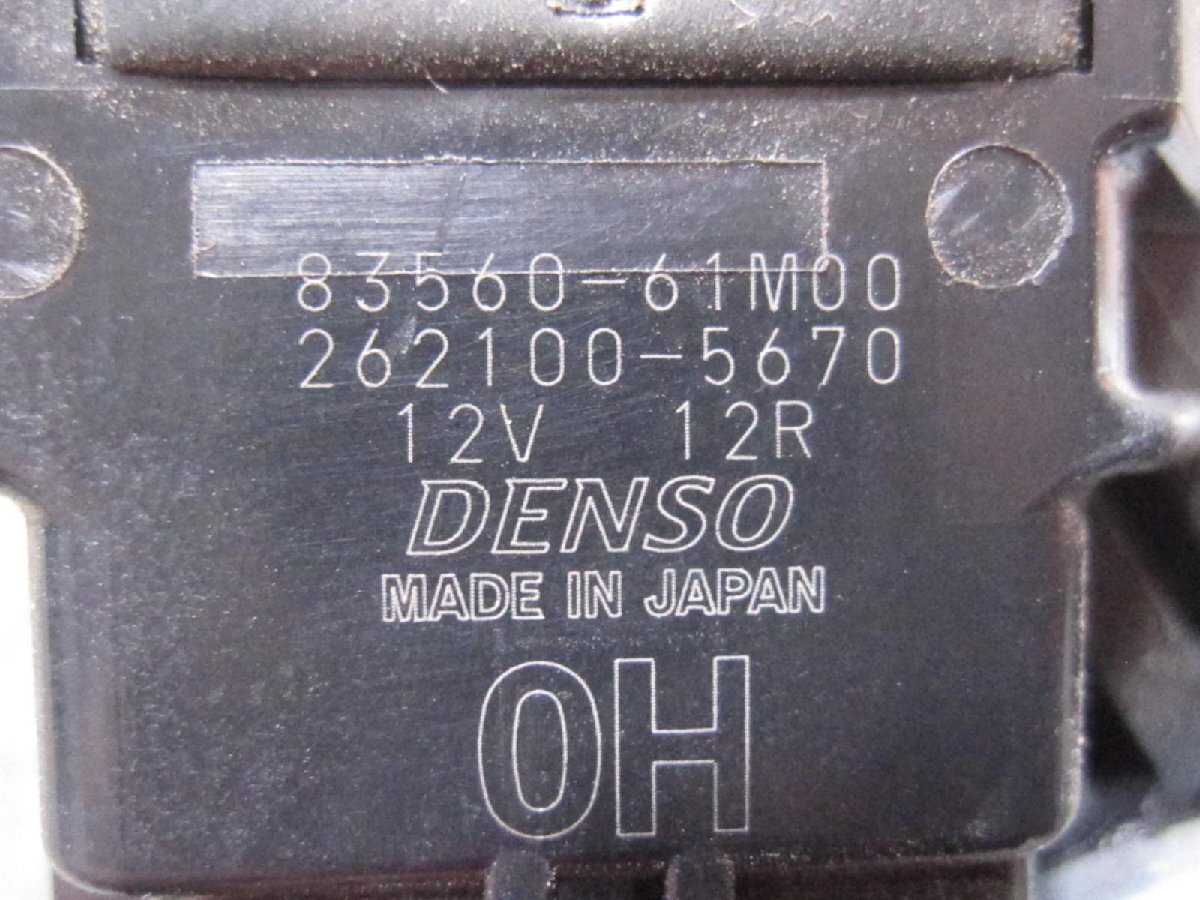 83560-61M00
262100-5670
12V 12R
DENSO
MADE IN JAPAN
0H